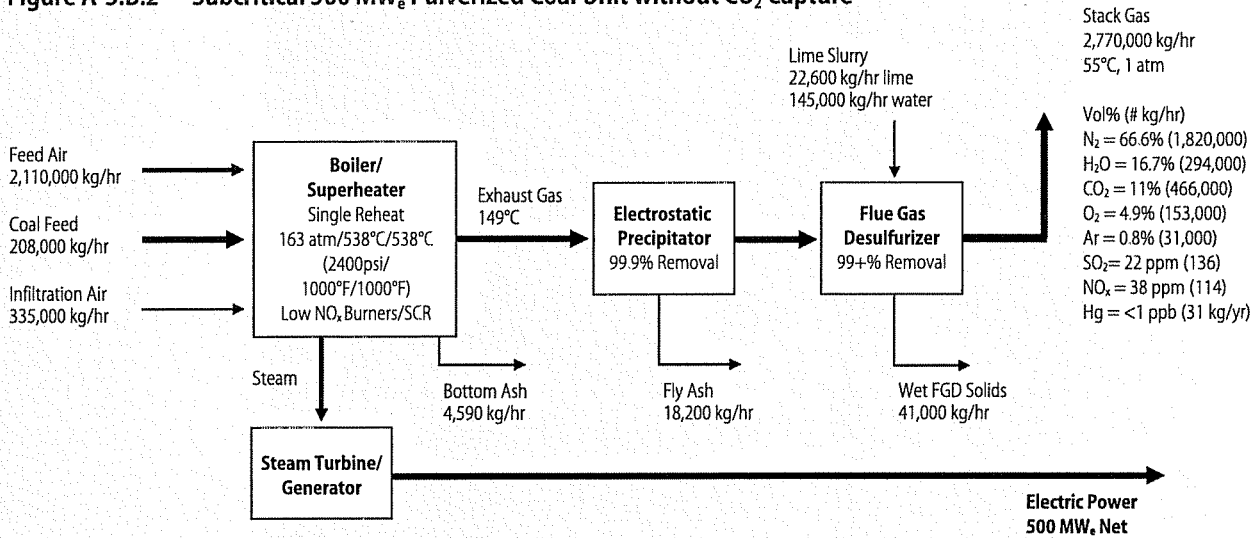 Figure A-3.B.2 Subcritical 500 MWₑ Pulverized Coal Unit without CO₂ Capture
Stack Gas
2,770,000 kg/hr
55°C, 1 atm
Lime Slurry
22,600 kg/hr lime
145,000 kg/hr water
Vol% (# kg/hr)
N₂ = 66.6% (1,820,000)
H₂O = 16.7% (294,000)
CO₂ = 11% (466,000)
O₂ = 4.9% (153,000)
Ar = 0.8% (31,000)
SO₂= 22 ppm (136)
NOₓ = 38 ppm (114)
Hg = <1 ppb (31 kg/yr)
Feed Air
2,110,000 kg/hr
Coal Feed
208,000 kg/hr
Infiltration Air
335,000 kg/hr
Boiler/
Superheater
Single Reheat
163 atm/538°C/538°C
(2400psi/
1000°F/1000°F)
Low NOₓ Burners/SCR
Exhaust Gas
149°C
Electrostatic
Precipitator
99.9% Removal
Flue Gas
Desulfurizer
99+% Removal
Steam
Bottom Ash
4,590 kg/hr
Fly Ash
18,200 kg/hr
Wet FGD Solids
41,000 kg/hr
Steam Turbine/
Generator
Electric Power
500 MWₑ Net